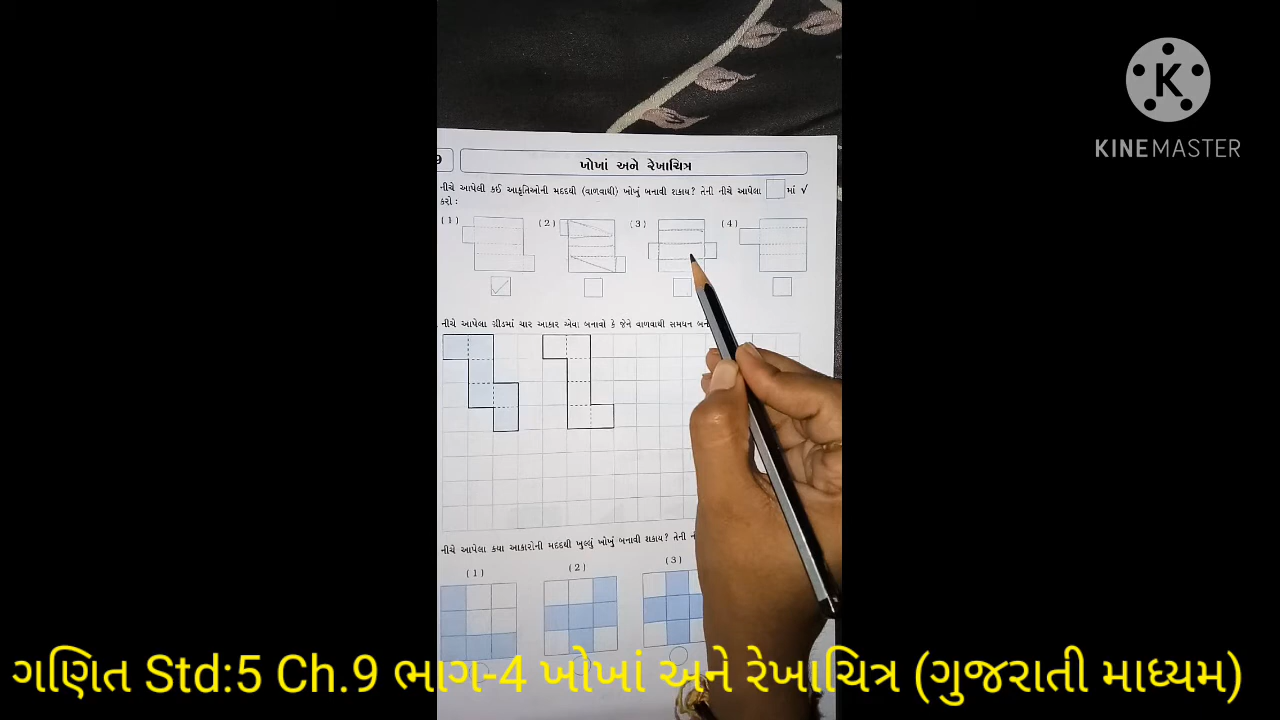 K
KINEMASTER
9
ખોખાં અને રેખાચિત્ર
નીચે આપેલી કઈ આકૃતિઓની મદદથી (વાળવાથી) ખોખું બનાવી શકાય? તેની નીચે આપેલા માં ✓
કરો :
(1) (2) (3) (4)
નીચે આપેલા ગ્રીડમાં ચાર આકાર એવા બનાવો કે જેને વાળવાથી સમઘન
નીચે આપેલા કયા આકારોની મદદથી ખુલ્લું ખોખું બનાવી શકાય? તેની
(1) (2) (3)
ગણિત Std:5 Ch.9 ભાગ-4 ખોખાં અને રેખાચિત્ર (ગુજરાતી માધ્યમ)